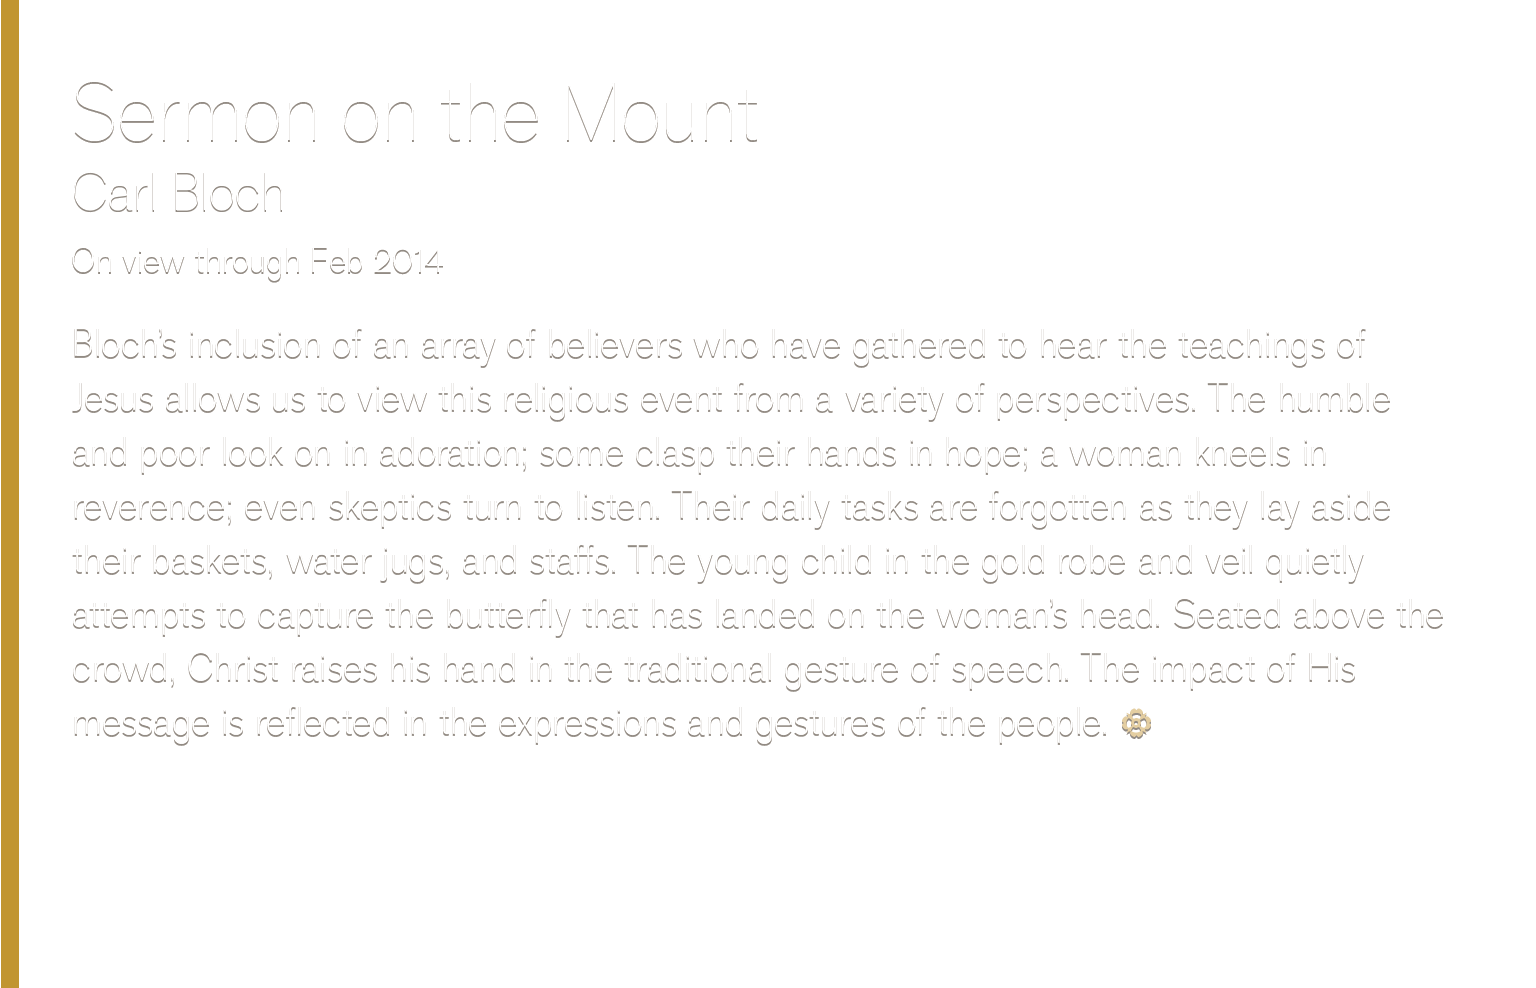 Sermon on the Mount
Carl Bloch
On view through Feb 2014
Bloch’s inclusion of an array of believers who have gathered to hear the teachings of
Jesus allows us to view this religious event from a variety of perspectives. The humble
and poor look on in adoration; some clasp their hands in hope; a woman kneels in
reverence; even skeptics turn to listen. Their daily tasks are forgotten as they lay aside
their baskets, water jugs, and staffs. The young child in the gold robe and veil quietly
attempts to capture the butterfly that has landed on the woman’s head. Seated above the
crowd, Christ raises his hand in the traditional gesture of speech. The impact of His
message is reflected in the expressions and gestures of the people.